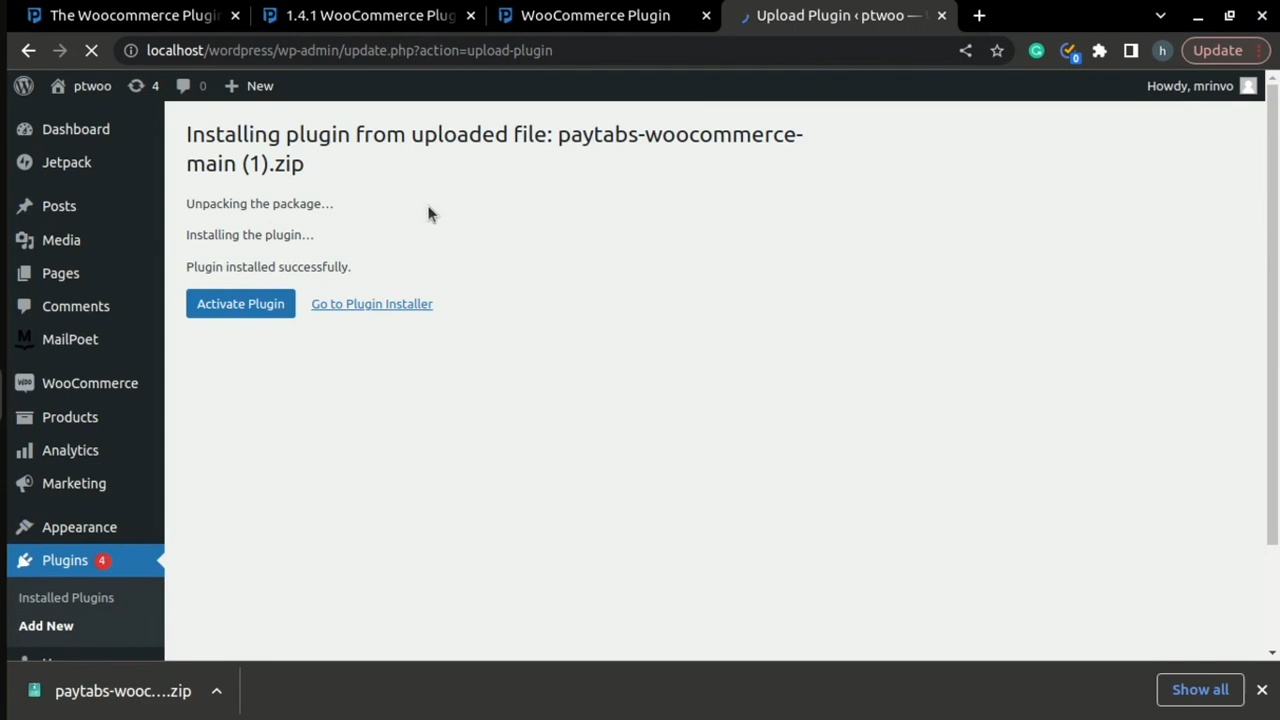 The Woocommerce Plugin
1.4.1 WooCommerce Plug
WooCommerce Plugin
Upload Plugin ‹ ptwoo —
localhost/wordpress/wp-admin/update.php?action=upload-plugin
0
h
Update
ptwoo
4
0
New
Howdy, mrinvo
Dashboard
Jetpack
Posts
Media
Pages
Comments
MailPoet
WooCommerce
Products
Analytics
Marketing
Appearance
Plugins 4
Installed Plugins
Add New
Installing plugin from uploaded file: paytabs-woocommerce-
main (1).zip
Unpacking the package…
Installing the plugin…
Plugin installed successfully.
Activate Plugin
Go to Plugin Installer
paytabs-wooc....zip
Show all